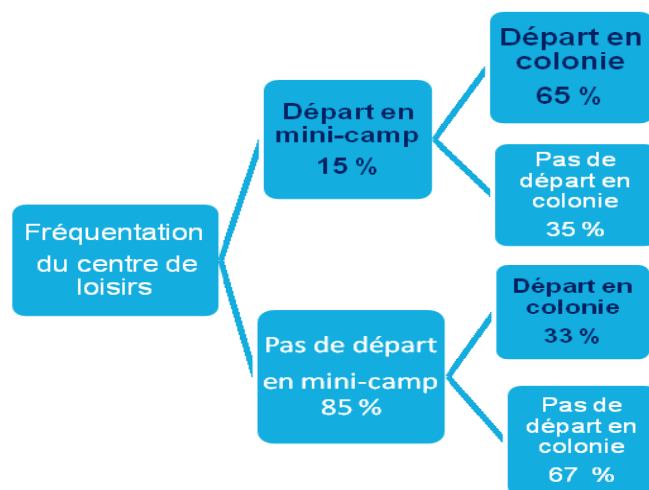 Fréquentation
du centre de
loisirs
Départ en
mini-camp
15 %
Pas de départ
en mini-camp
85 %
Départ en
colonie
65 %
Pas de
départ en
colonie
35 %
Départ en
colonie
33 %
Pas de
départ en
colonie
67 %